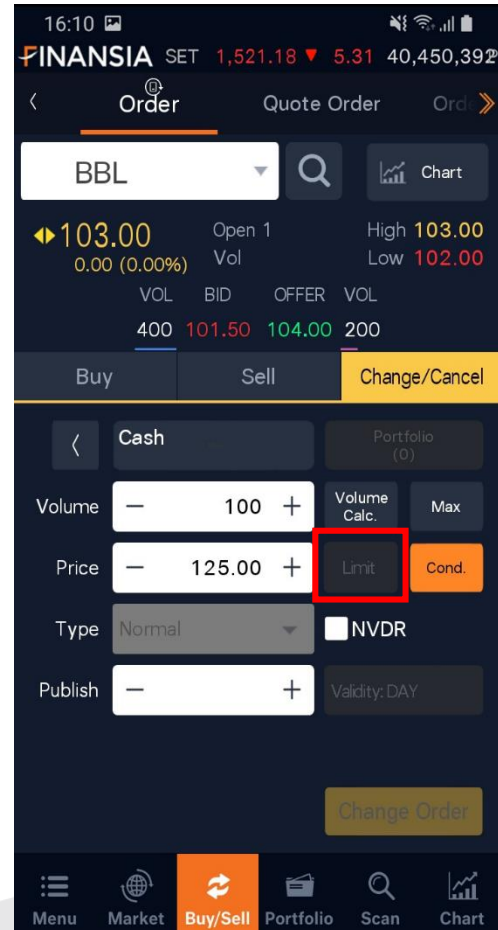 16:10
FINANSIA SET 1,521.18 ▼ 5.31 40,450,392
Order Quote Order Orde
BBL Chart
103.00 Open 1 High 103.00
0.00 (0.00%) Vol Low 102.00
VOL BID OFFER VOL
400 101.50 104.00 200
Buy Sell Change/Cancel
Cash Portfolio
(0)
Volume − 100 + Volume
Calc. Max
Price − 125.00 + Limit Cond.
Type Normal NVDR
Publish − + Validity: DAY
Change Order
Menu Market Buy/Sell Portfolio Scan Chart